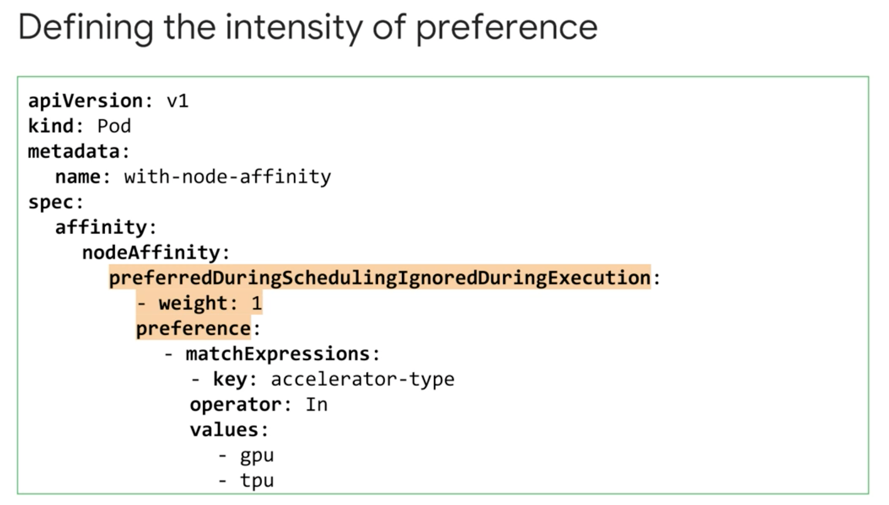 Defining the intensity of preference
apiVersion: v1
kind: Pod
metadata:
  name: with-node-affinity
spec:
  affinity:
    nodeAffinity:
      preferredDuringSchedulingIgnoredDuringExecution:
        - weight: 1
        preference:
          - matchExpressions:
            - key: accelerator-type
            operator: In
            values:
              - gpu
              - tpu